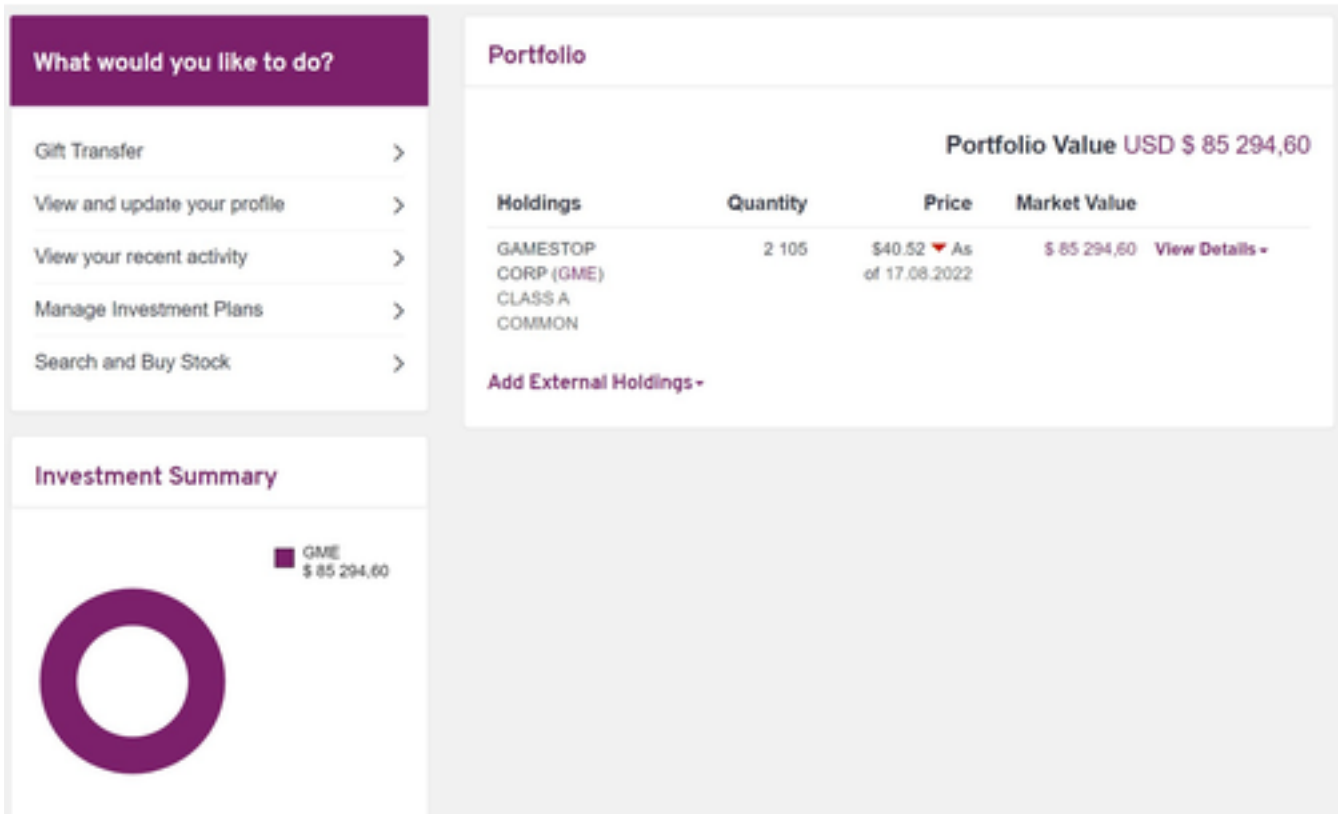 What would you like to do?
Gift Transfer
View and update your profile
View your recent activity
Manage Investment Plans
Search and Buy Stock
Portfolio
Portfolio Value USD $ 85 294,60
Holdings Quantity Price Market Value
GAMESTOP 2 105 $40.52 As $ 85 294,60 View Details
CORP (GME) of 17.08.2022
CLASS A
COMMON
Add External Holdings
Investment Summary
GME
$ 85 294,60